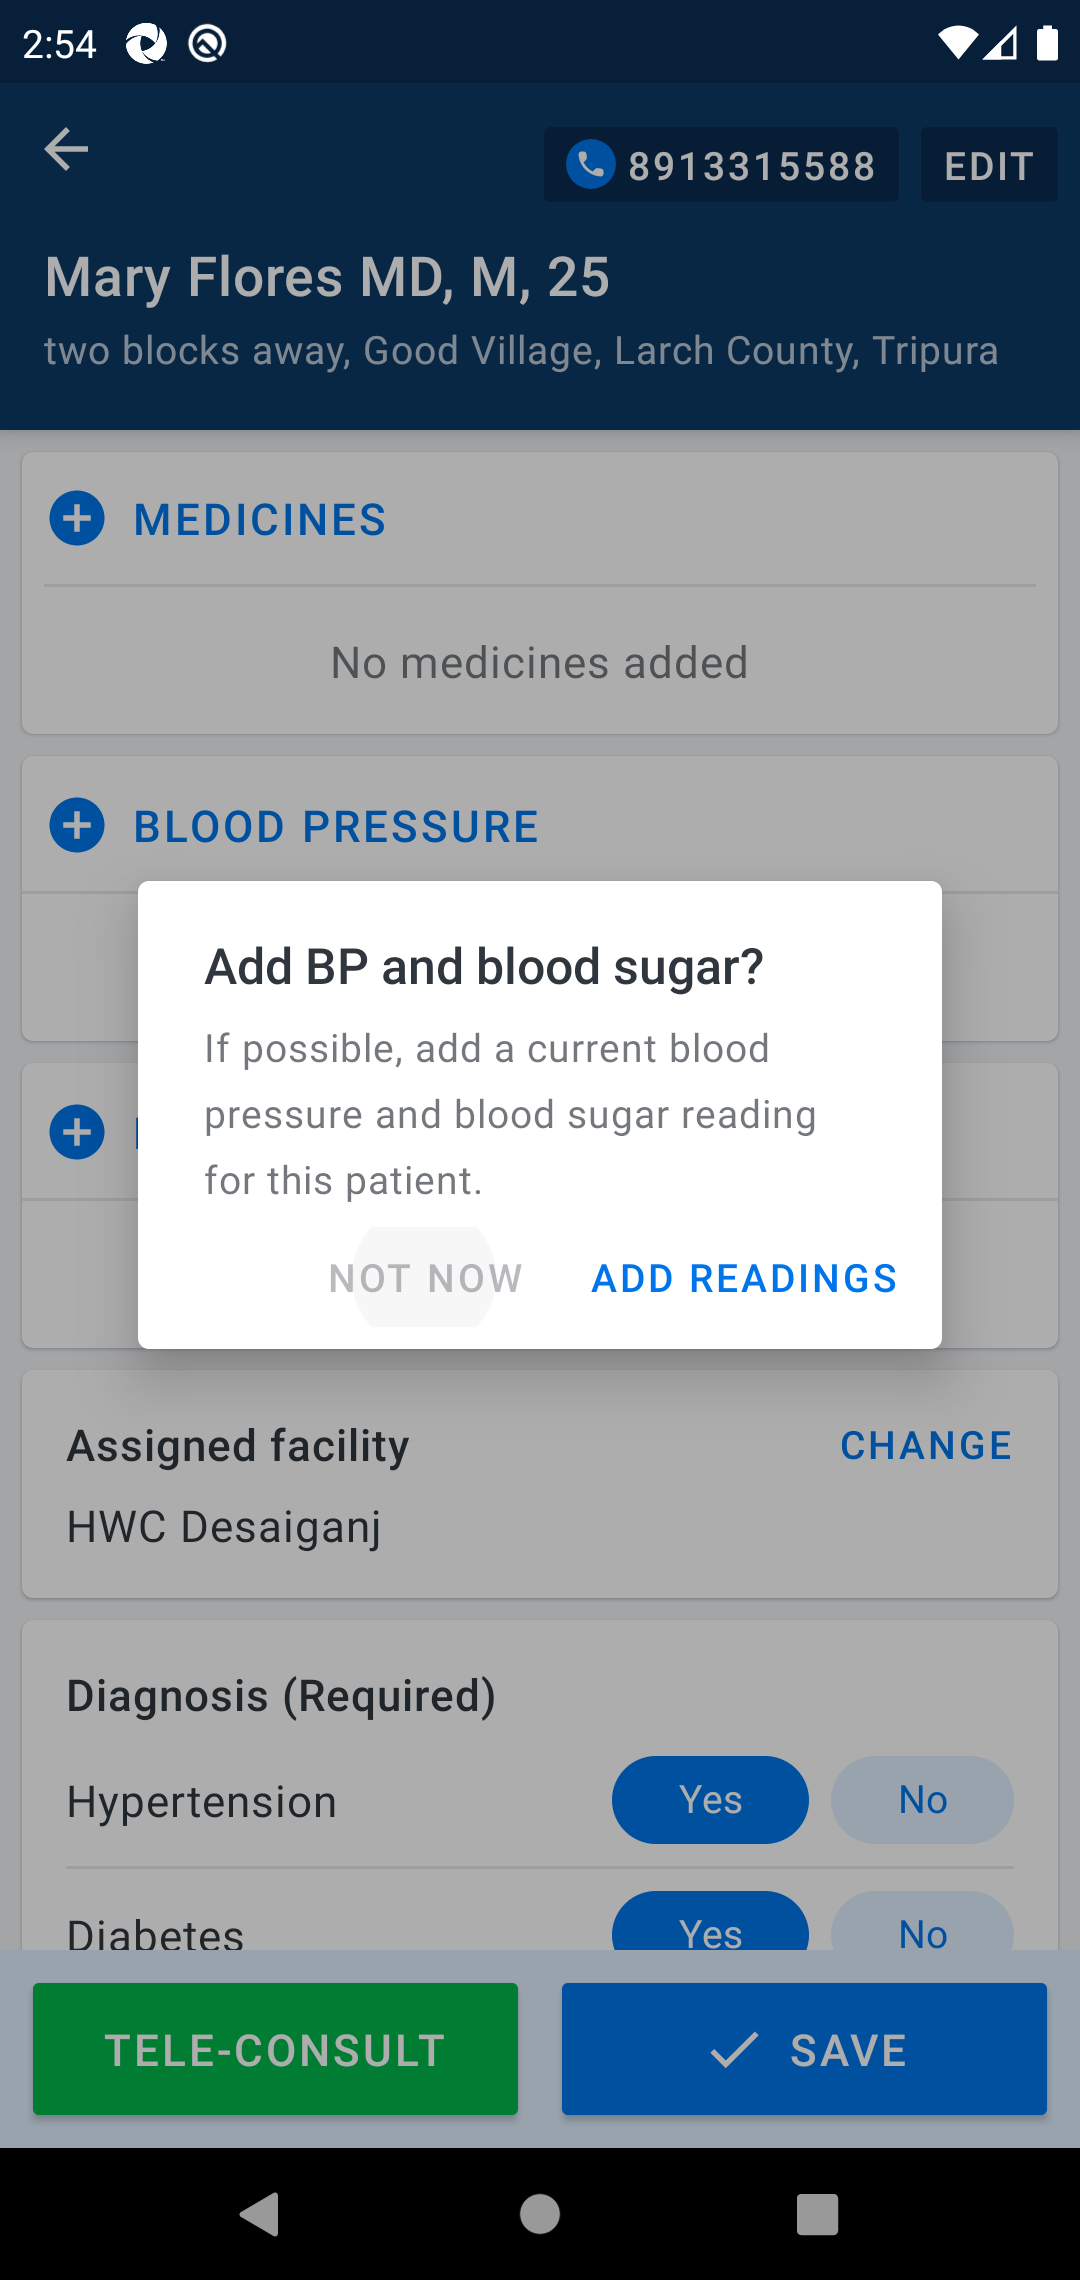 2:54
8913315588
EDIT
Mary Flores MD, M, 25
two blocks away, Good Village, Larch County, Tripura
MEDICINES
No medicines added
BLOOD PRESSURE
Add BP and blood sugar?
If possible, add a current blood
pressure and blood sugar reading
for this patient.
NOT NOW
ADD READINGS
Assigned facility
CHANGE
HWC Desaiganj
Diagnosis (Required)
Hypertension
Yes
No
Diabetes
Yes
No
TELE-CONSULT
SAVE